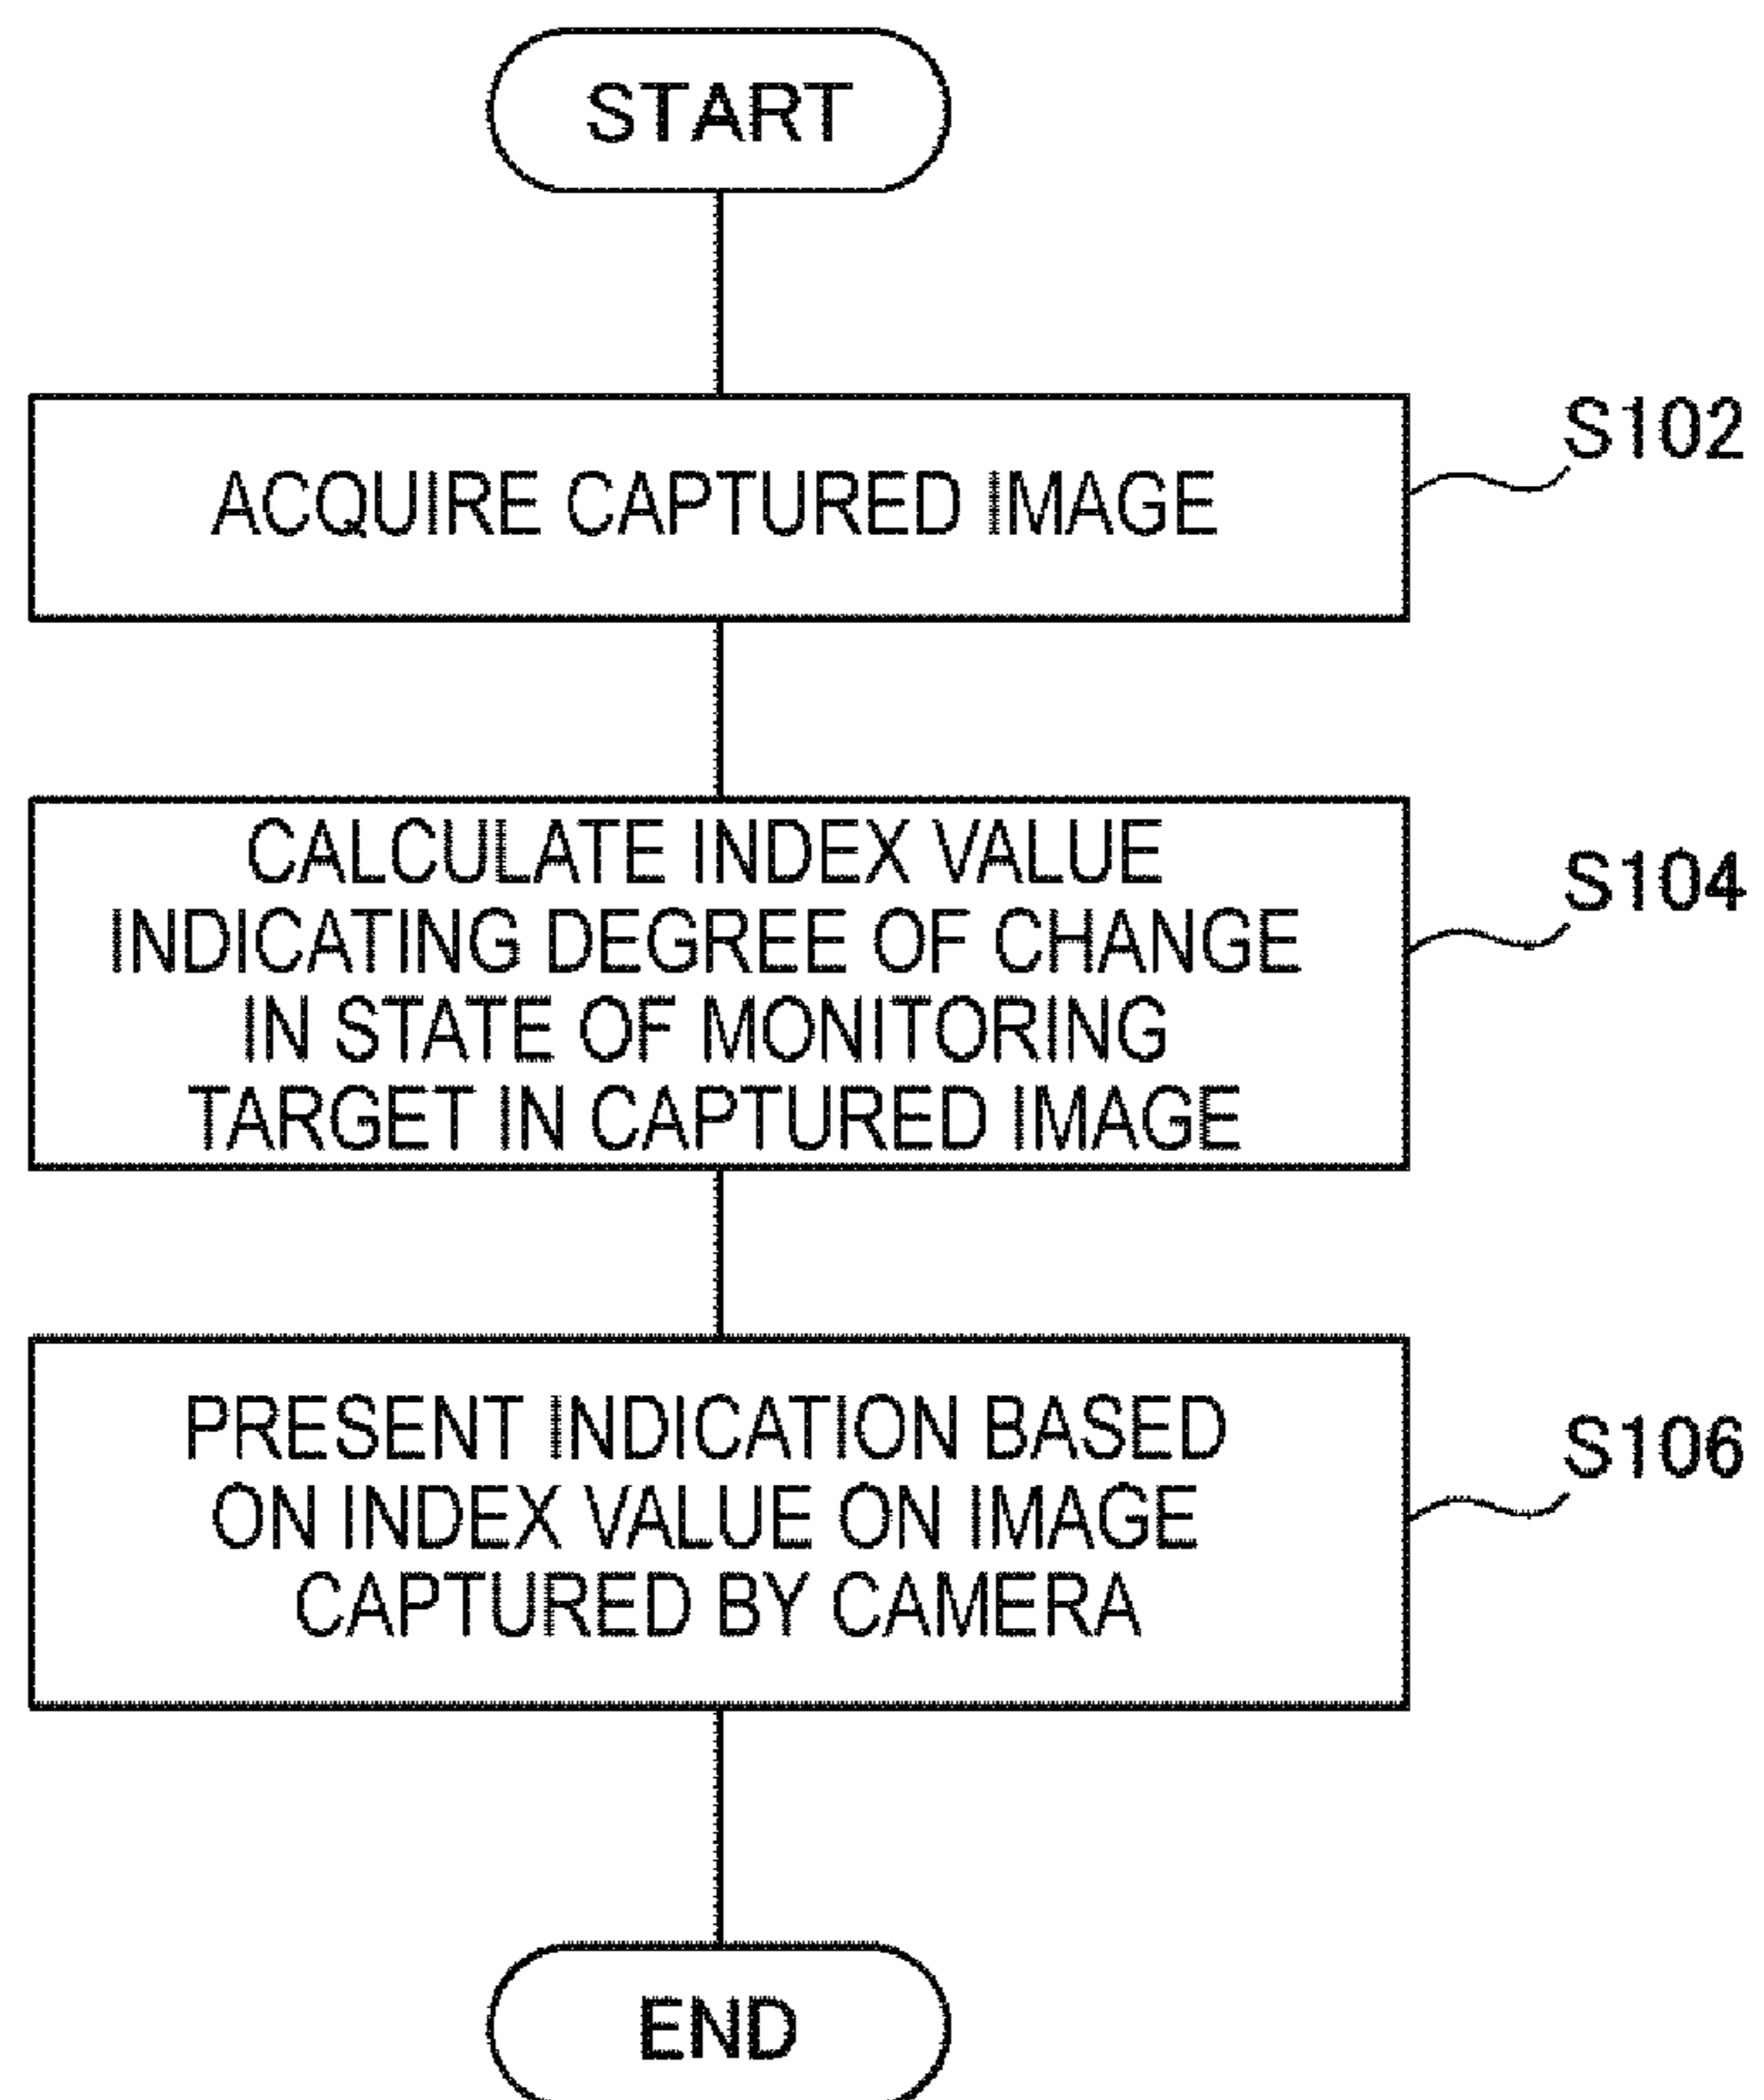 START
S102
ACQUIRE CAPTURED IMAGE
CALCULATE INDEX VALUE
S104
INDICATING DEGREE OF CHANGE
IN STATE OF MONITORING
TARGET IN CAPTURED IMAGE
PRESENT INDICATION BASED
S106
ON INDEX VALUE ON IMAGE
CAPTURED BY CAMERA
END